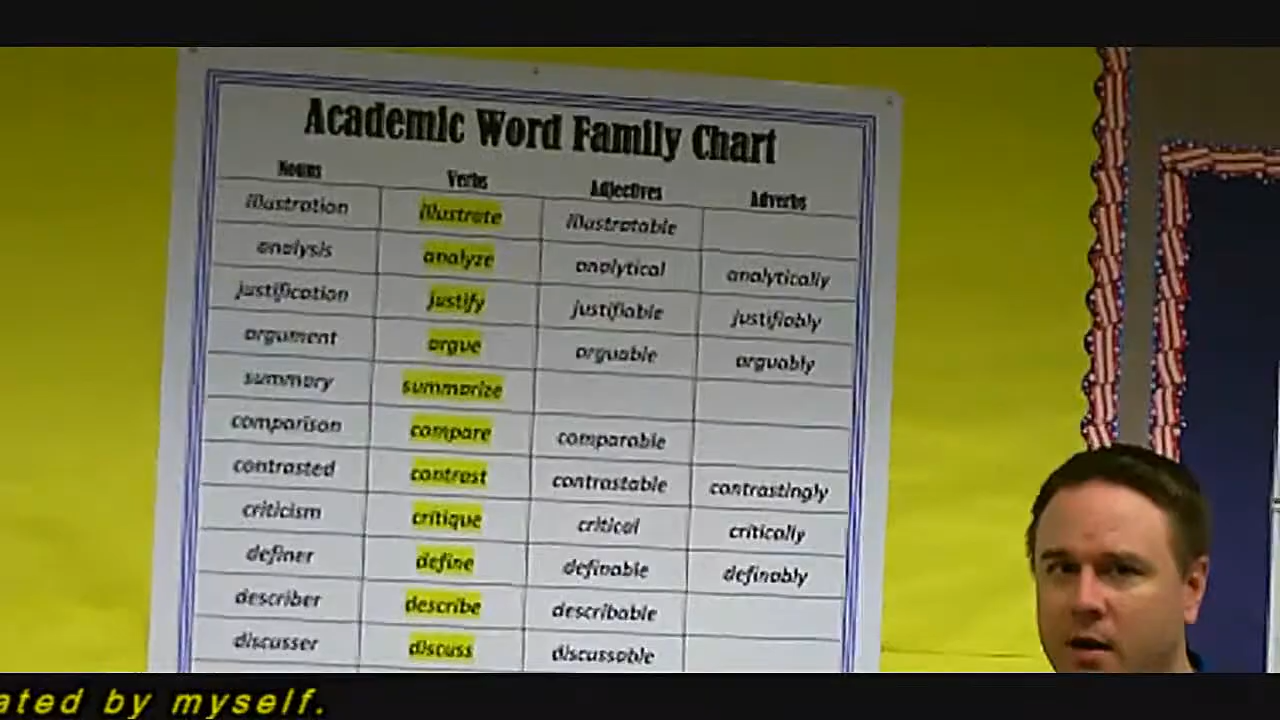 Academic Word Family Chart
Nouns Verbs Adjectives Adverbs
illustration illustrate illustratable
analysis analyze analytical analytically
justification justify justifiable justifiably
argument argue arguable arguably
summary summarize
comparison compare comparable
contrasted contrast contrastable contrastingly
criticism critique critical critically
definer define definable definably
describer describe describable
discusser discuss discussable
ated by myself.